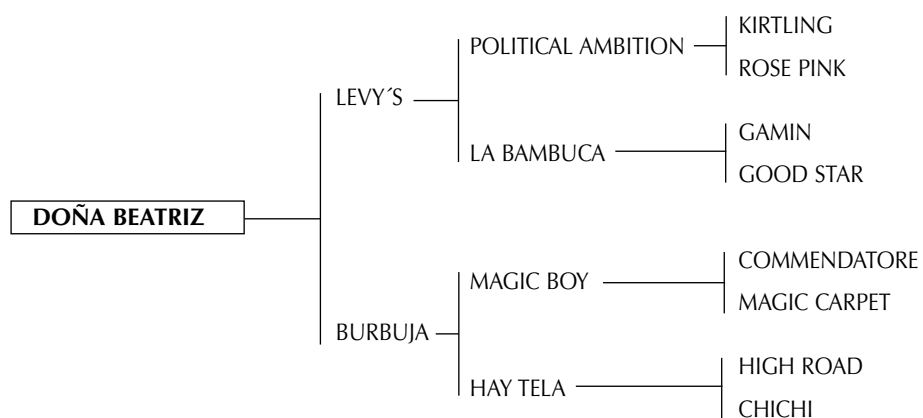 KIRTLING
POLITICAL AMBITION
ROSE PINK
LEVY´S
GAMIN
LA BAMBUCA
GOOD STAR
DOÑA BEATRIZ
COMMENDATORE
MAGIC BOY
MAGIC CARPET
BURBUJA
HIGH ROAD
HAY TELA
CHICHI